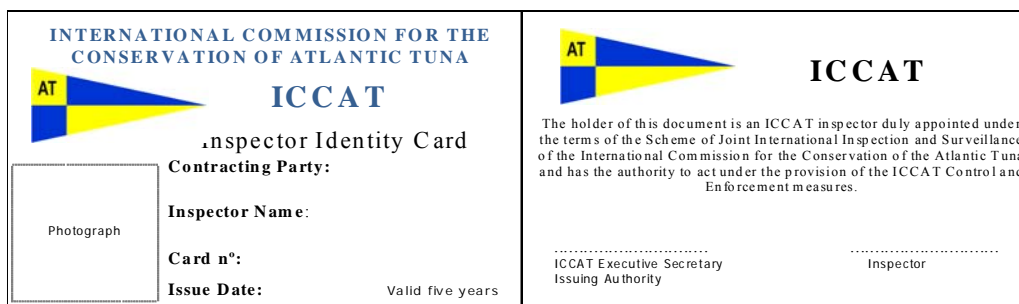 INTERNATIONAL COMMISSION FOR THE
CONSERVATION OF ATLANTIC TUNA
AT
ICCAT
Inspector Identity Card
Contracting Party:
Photograph
Inspector Name:
Card nº:
Issue Date: Valid five years
AT
ICCAT
The holder of this document is an ICCAT inspector duly appointed under
the terms of the Scheme of Joint International Inspection and Surveillance
of the International Commission for the Conservation of the Atlantic Tuna
and has the authority to act under the provision of the ICCAT Control and
Enforcement measures.
ICCAT Executive Secretary
Issuing Authority
Inspector